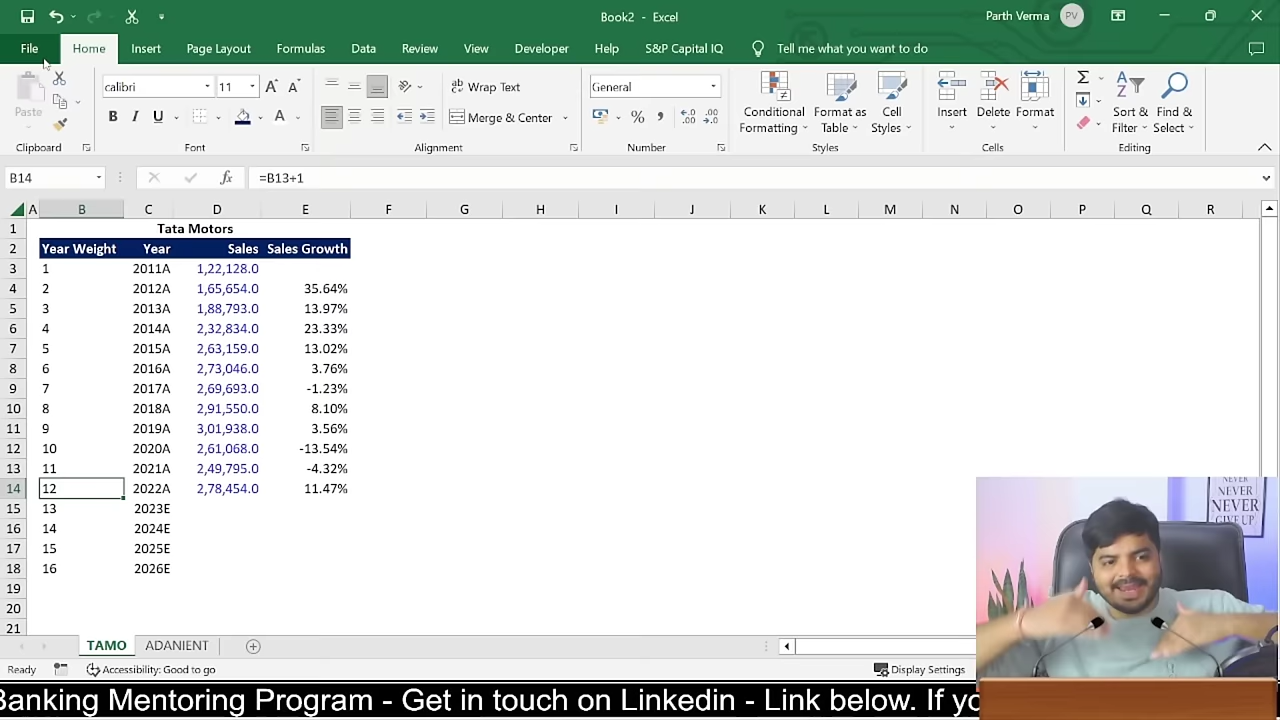 Book2 - Excel
Parth Verma PV
File Home Insert Page Layout Formulas Data Review View Developer Help S&P Capital IQ Tell me what you want to do
Paste
calibri 11
B I U A
Wrap Text
Merge & Center
General
% ,
Conditional Formatting
Format as Table
Cell Styles
Insert Delete Format
Sort & Filter
Find & Select
Clipboard Font Alignment Number Styles Cells Editing
B14 fx =B13+1
A B C D E F G H I J K L M N O P Q R
1 Tata Motors
2 Year Weight Year Sales Sales Growth
3 1 2011A 1,22,128.0
4 2 2012A 1,65,654.0 35.64%
5 3 2013A 1,88,793.0 13.97%
6 4 2014A 2,32,834.0 23.33%
7 5 2015A 2,63,159.0 13.02%
8 6 2016A 2,73,046.0 3.76%
9 7 2017A 2,69,693.0 -1.23%
10 8 2018A 2,91,550.0 8.10%
11 9 2019A 3,01,938.0 3.56%
12 10 2020A 2,61,068.0 -13.54%
13 11 2021A 2,49,795.0 -4.32%
14 12 2022A 2,78,454.0 11.47%
15 13 2023E
16 14 2024E
17 15 2025E
18 16 2026E
19
20
21
NEVER
NEVER
NEVER
GIVE UP
TAMO ADANIENT
Ready Accessibility: Good to go Display Settings
Banking Mentoring Program - Get in touch on Linkedin - Link below. If yo